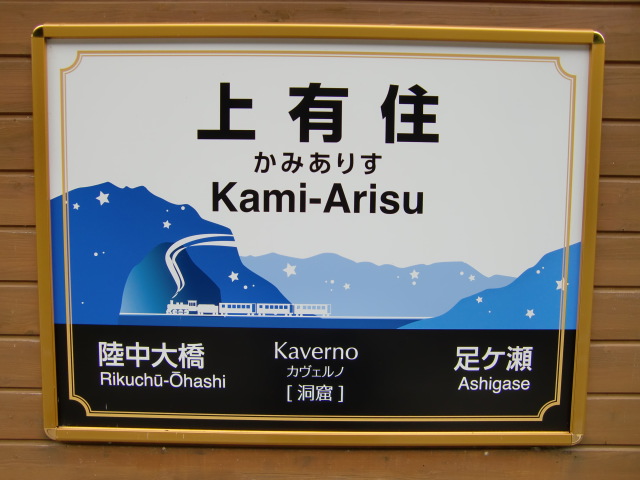 上有住
かみありす
Kami-Arisu
陸中大橋
Rikuchū-Ōhashi
Kaverno
カヴェルノ
[洞窟]
足ケ瀬
Ashigase